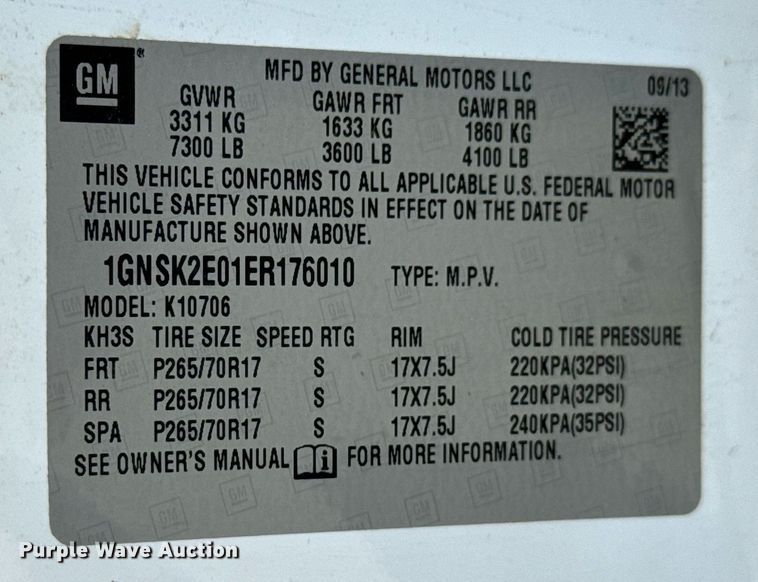 GM
MFD BY GENERAL MOTORS LLC
09/13
GVWR GAWR FRT GAWR RR
3311 KG 1633 KG 1860 KG
7300 LB 3600 LB 4100 LB
THIS VEHICLE CONFORMS TO ALL APPLICABLE U.S. FEDERAL MOTOR
VEHICLE SAFETY STANDARDS IN EFFECT ON THE DATE OF
MANUFACTURE SHOWN ABOVE.
1GNSK2E01ER176010 TYPE: M.P.V.
MODEL: K10706
KH3S TIRE SIZE SPEED RTG RIM COLD TIRE PRESSURE
FRT P265/70R17 S 17X7.5J 220KPA(32PSI)
RR P265/70R17 S 17X7.5J 220KPA(32PSI)
SPA P265/70R17 S 17X7.5J 240KPA(35PSI)
SEE OWNER'S MANUAL i FOR MORE INFORMATION.
Purple Wave Auction